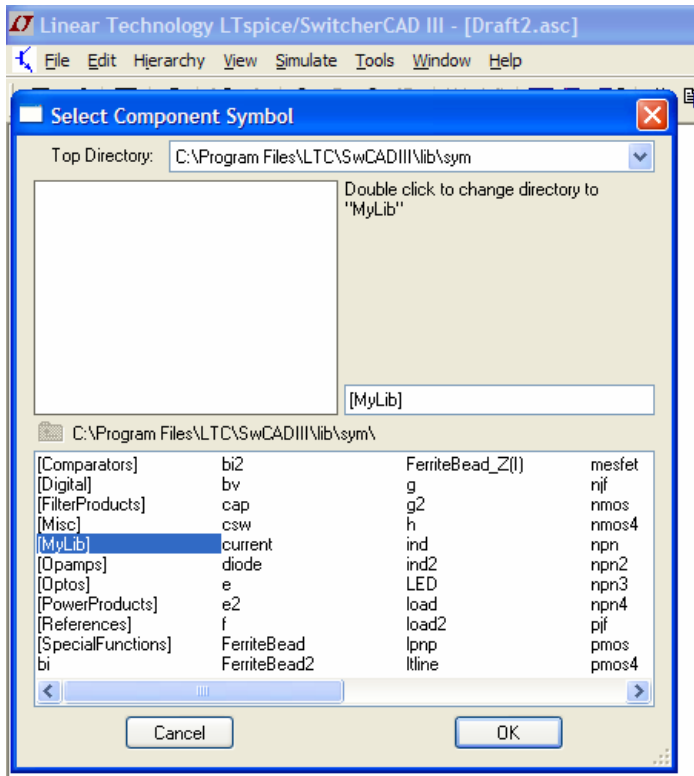 Linear Technology LTspice/SwitcherCAD III - [Draft2.asc]
File Edit Hierarchy View Simulate Tools Window Help
Select Component Symbol
Top Directory: C:\Program Files\LTC\SwCADIII\lib\sym
Double click to change directory to
"MyLib"
[MyLib]
C:\Program Files\LTC\SwCADIII\lib\sym\
[Comparators] bi2 FerriteBead_Z(I) mesfet
[Digital] bv g njf
[FilterProducts] cap g2 nmos
[Misc] csw h nmos4
[MyLib] current ind npn
[Opamps] diode ind2 npn2
[Optos] e LED npn3
[PowerProducts] e2 load npn4
[References] f load2 pjf
[SpecialFunctions] FerriteBead lpnp pmos
bi FerriteBead2 ltline pmos4
Cancel OK